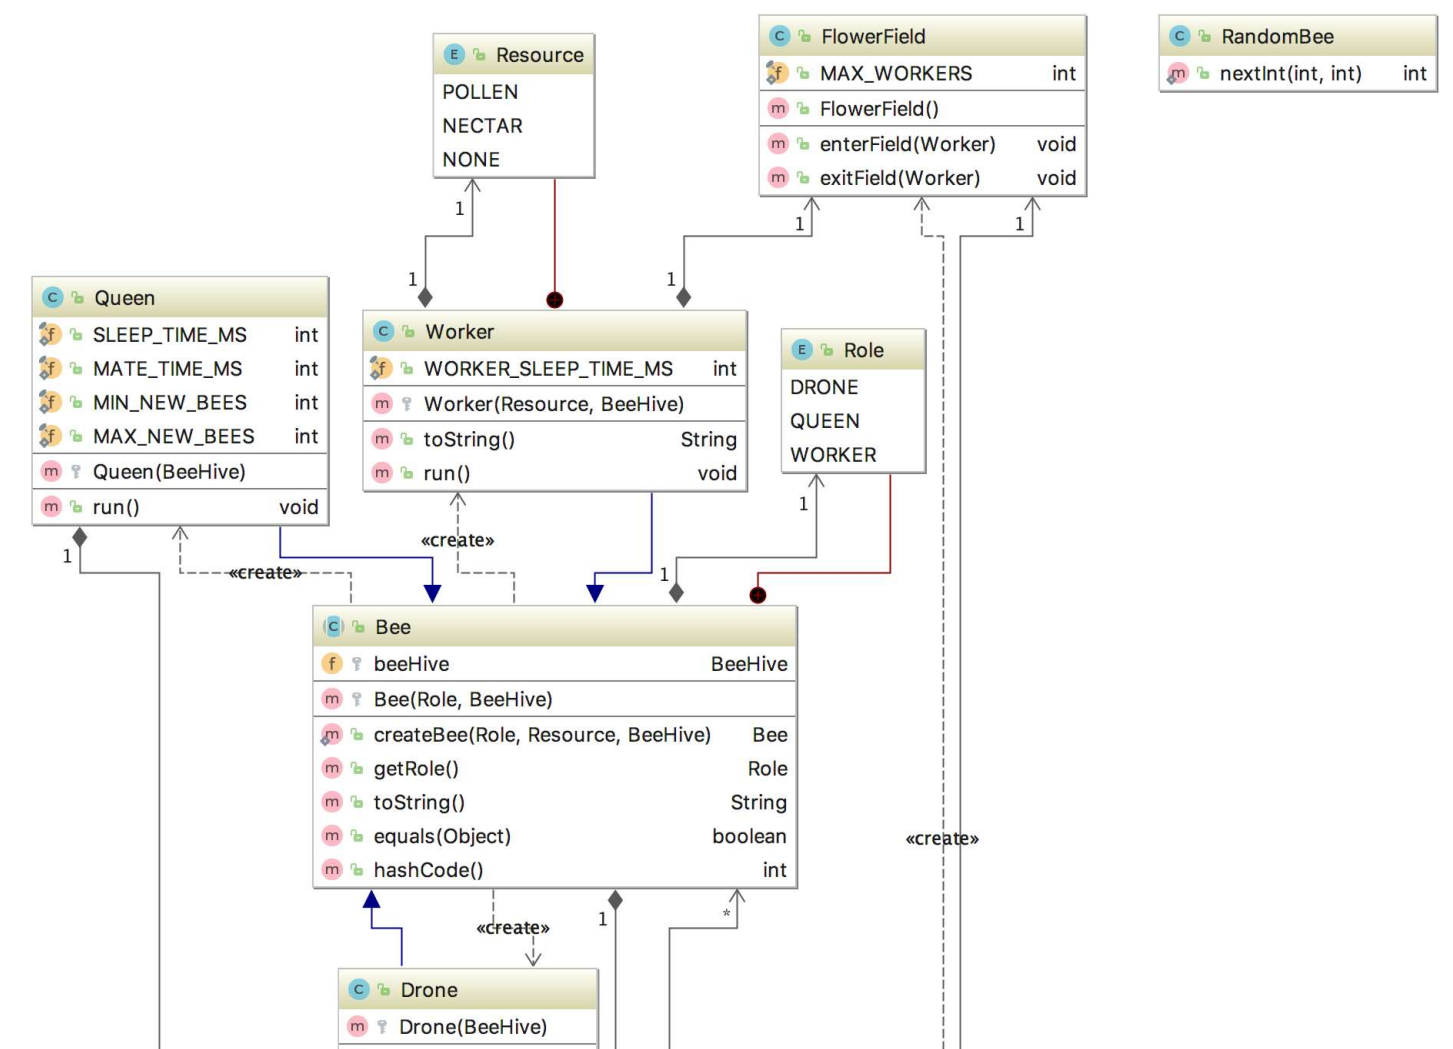 Resource
POLLEN
NECTAR
NONE
FlowerField
MAX_WORKERS int
FlowerField()
enterField(Worker) void
exitField(Worker) void
RandomBee
nextInt(int, int) int
1
1
1
1
1
Queen
SLEEP_TIME_MS int
MATE_TIME_MS int
MIN_NEW_BEES int
MAX_NEW_BEES int
Queen(BeeHive)
run() void
Worker
WORKER_SLEEP_TIME_MS int
Worker(Resource, BeeHive)
toString() String
run() void
Role
DRONE
QUEEN
WORKER
1
«create»
1
«create»
1
Bee
beeHive BeeHive
Bee(Role, BeeHive)
createBee(Role, Resource, BeeHive) Bee
getRole() Role
toString() String
equals(Object) boolean
hashCode() int
«create»
«create»
1
*
Drone
Drone(BeeHive)